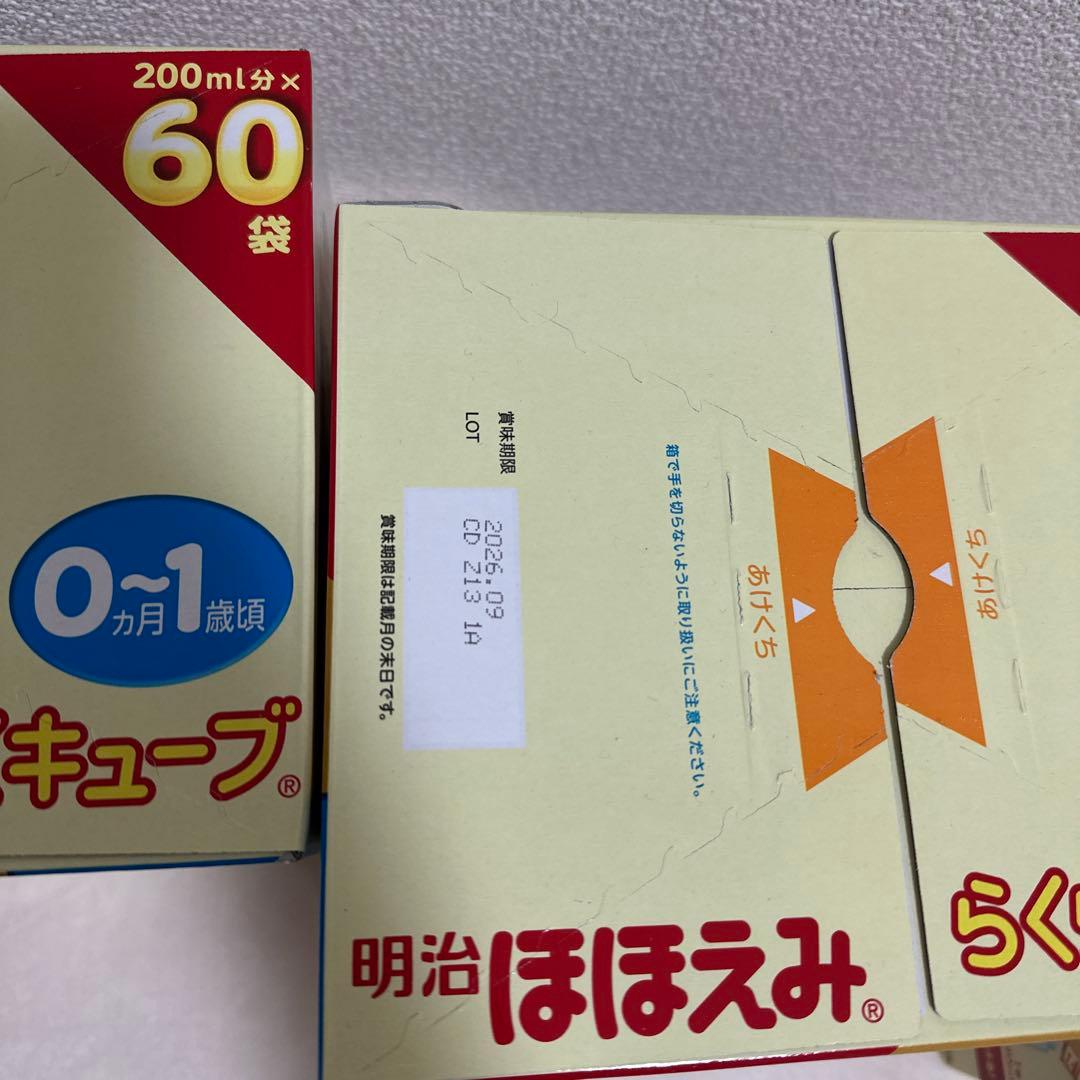 200ml分×
60
袋
0ヵ月~1歳頃
キューブ®
賞味期限
LOT
2026.09
CD Z13 1A
賞味期限は記載月の末日です。
箱で手を切らないように取り扱いにご注意ください。
あけくち
あけくち
明治ほほえみ®
らく